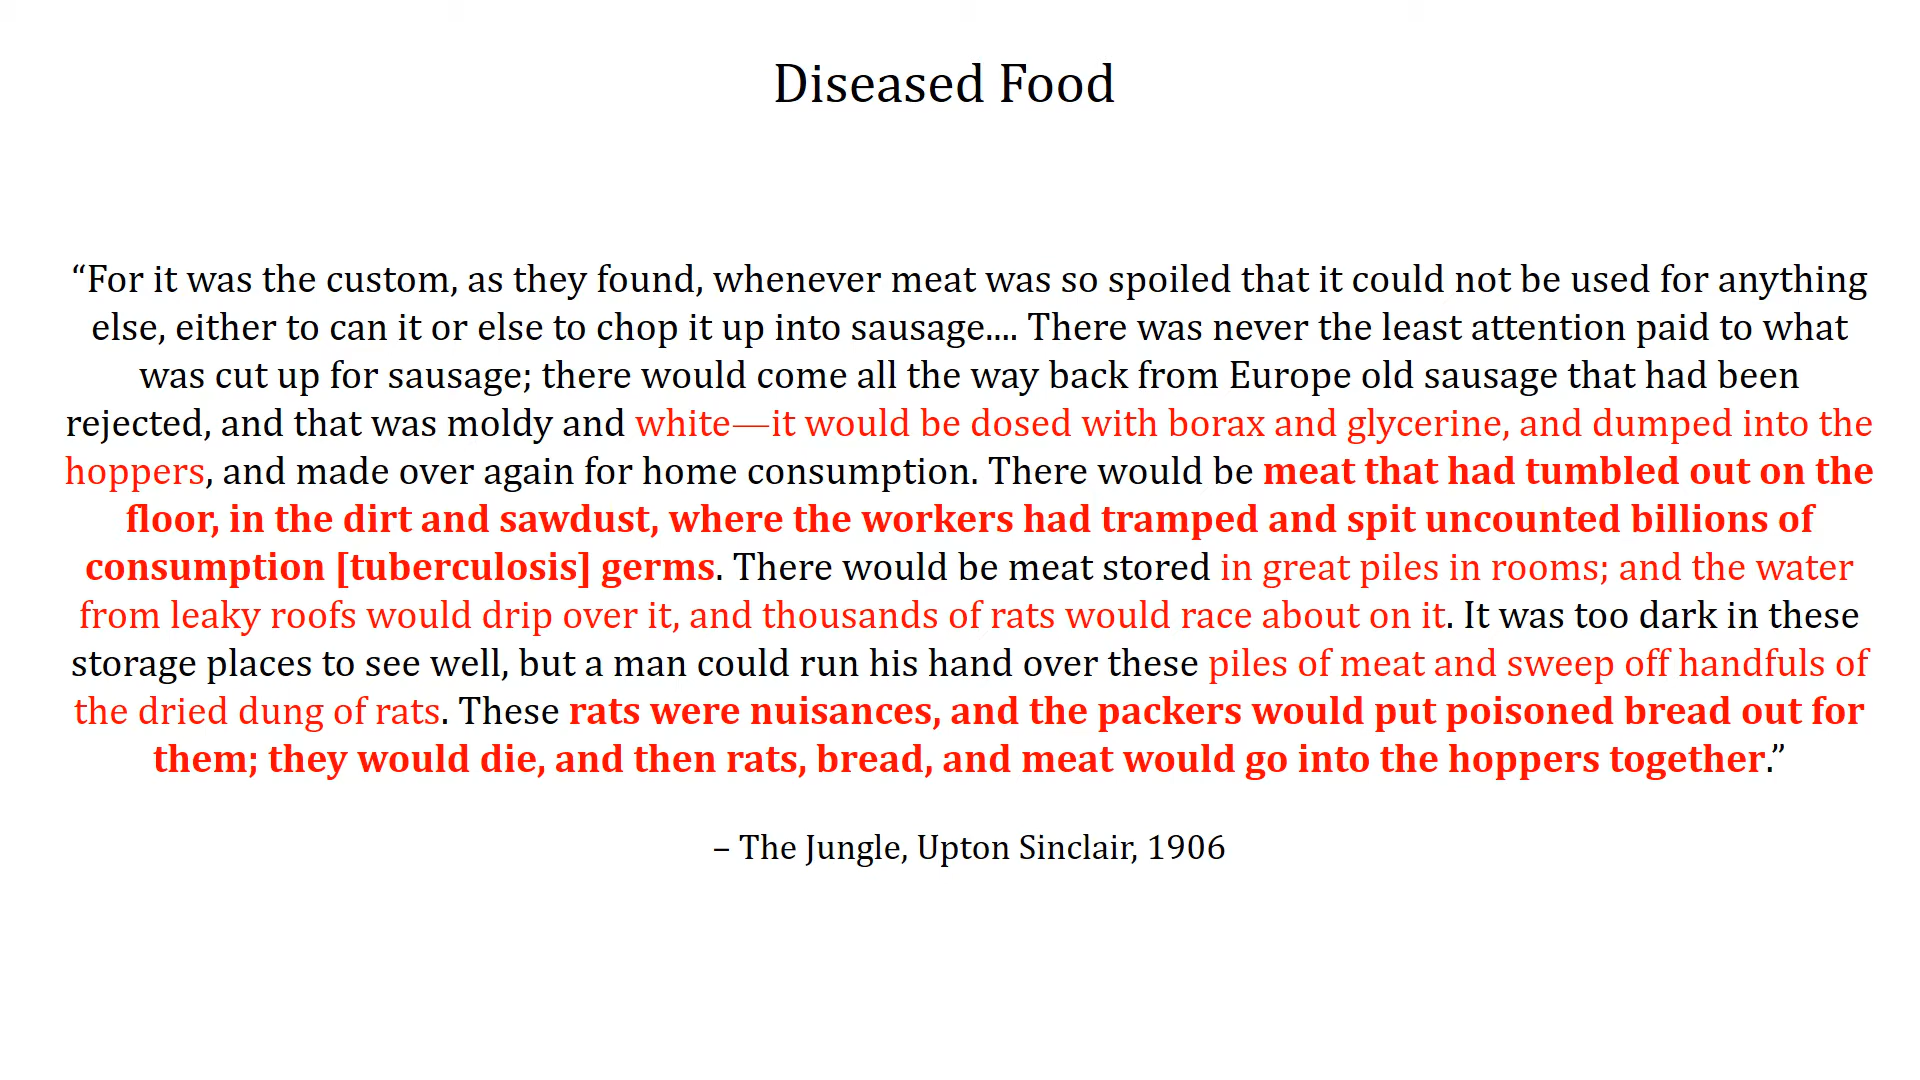 Diseased Food
“For it was the custom, as they found, whenever meat was so spoiled that it could not be used for anything
else, either to can it or else to chop it up into sausage.... There was never the least attention paid to what
was cut up for sausage; there would come all the way back from Europe old sausage that had been
rejected, and that was moldy and white—it would be dosed with borax and glycerine, and dumped into the
hoppers, and made over again for home consumption. There would be meat that had tumbled out on the
floor, in the dirt and sawdust, where the workers had tramped and spit uncounted billions of
consumption [tuberculosis] germs. There would be meat stored in great piles in rooms; and the water
from leaky roofs would drip over it, and thousands of rats would race about on it. It was too dark in these
storage places to see well, but a man could run his hand over these piles of meat and sweep off handfuls of
the dried dung of rats. These rats were nuisances, and the packers would put poisoned bread out for
them; they would die, and then rats, bread, and meat would go into the hoppers together.”
– The Jungle, Upton Sinclair, 1906